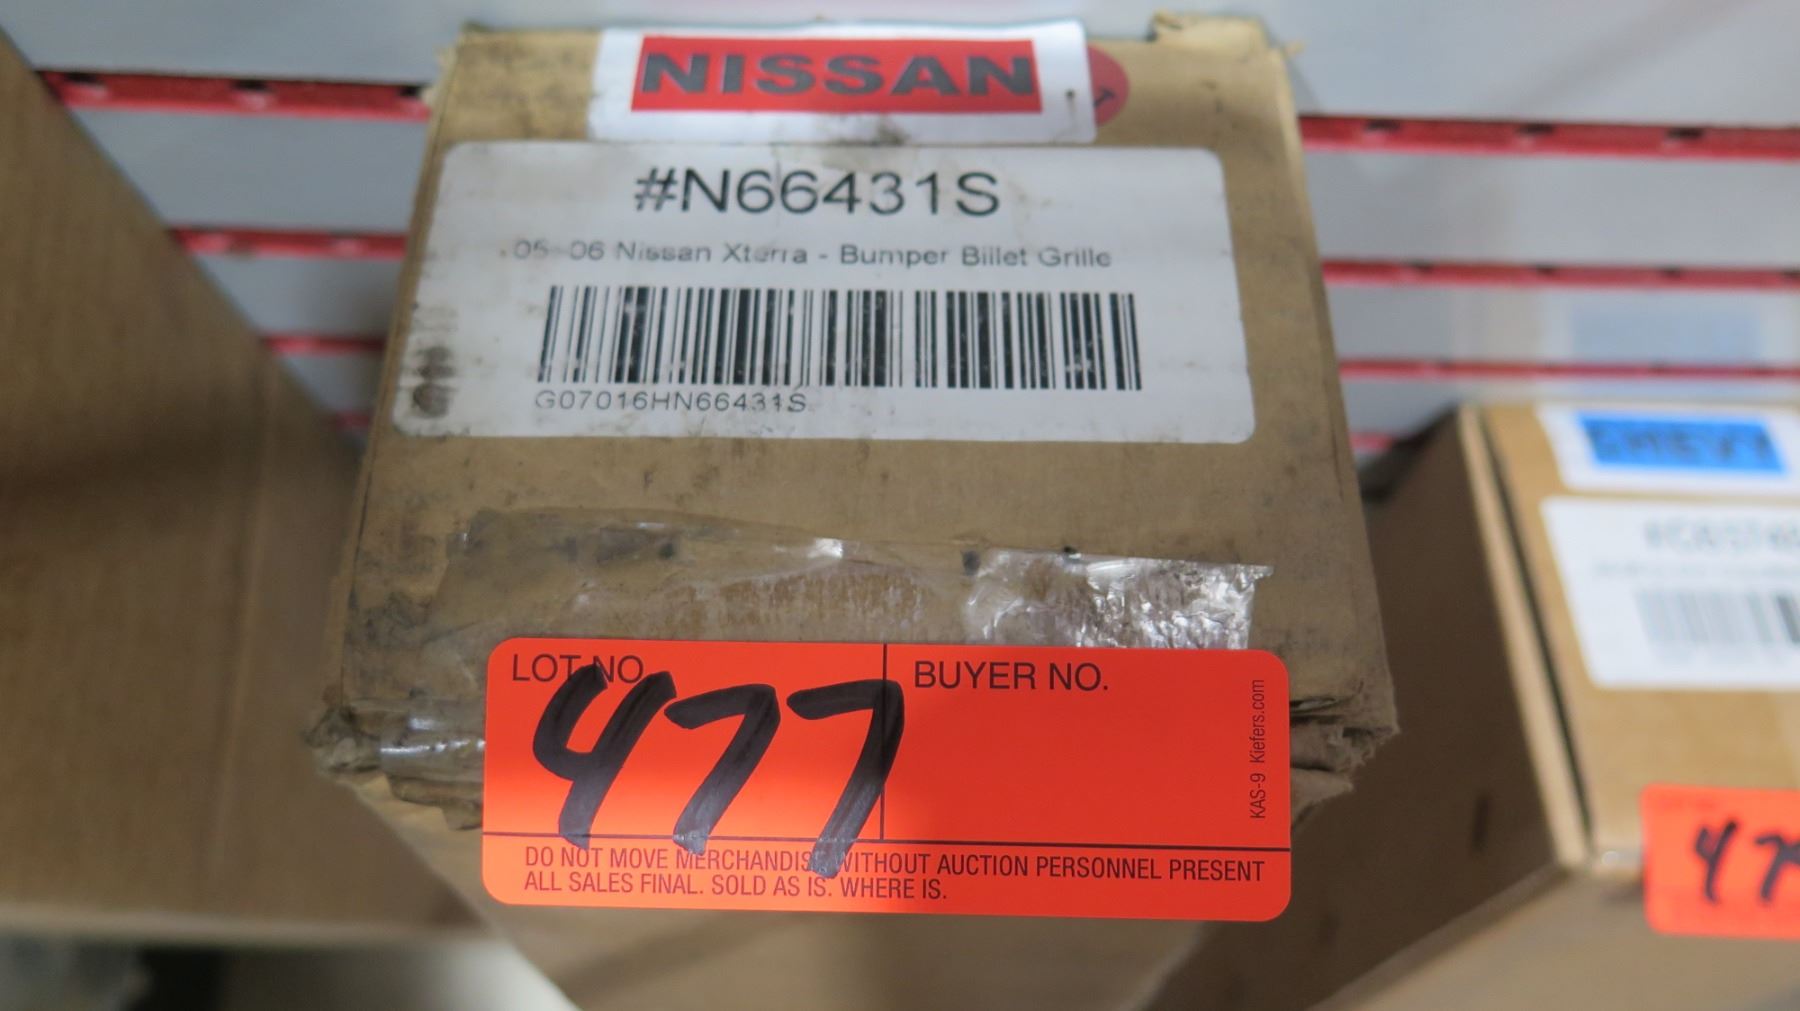 NISSAN
#N66431S
05-06 Nissan Xterra - Bumper Billet Grille
G07016HN66431S
LOT NO.
477
BUYER NO.
KAS-9 Kiefers.com
DO NOT MOVE MERCHANDISE WITHOUT AUCTION PERSONNEL PRESENT
ALL SALES FINAL. SOLD AS IS. WHERE IS.
CHEVY